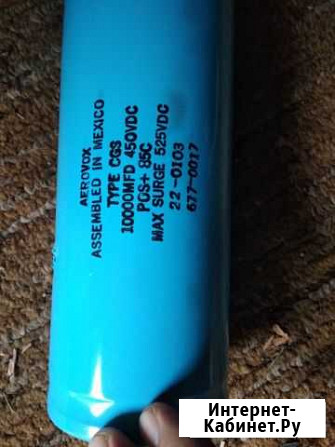 AEROVOX
ASSEMBLED IN MEXICO
TYPE CGS
10000MFD 450VDC
POS+ 85C
MAX SURGE 525VDC
22-0103
677-0017
Интернет-
Кабинет.Ру